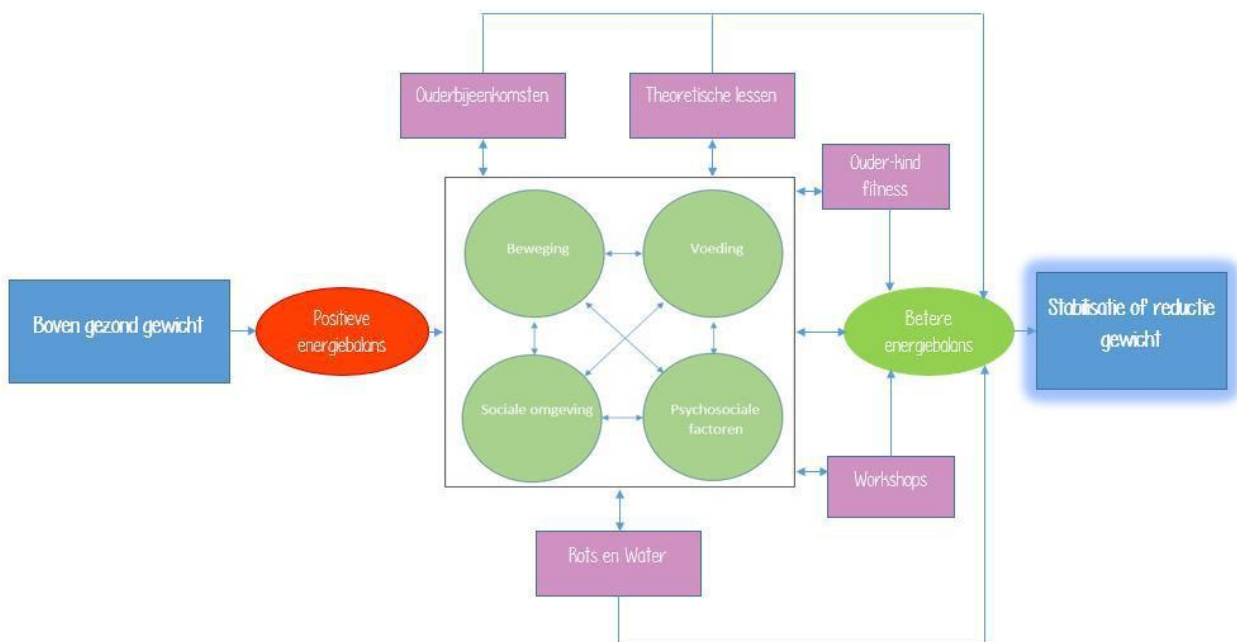 Ouderbijeenkomsten
Theoretische lessen
Ouder-kind
fitness
Beweging
Voeding
Boven gezond gewicht
Positieve
energiebalans
Betere
energiebalans
Stabilisatie of reductie
gewicht
Sociale omgeving
Psychosociale
factoren
Workshops
Rots en Water